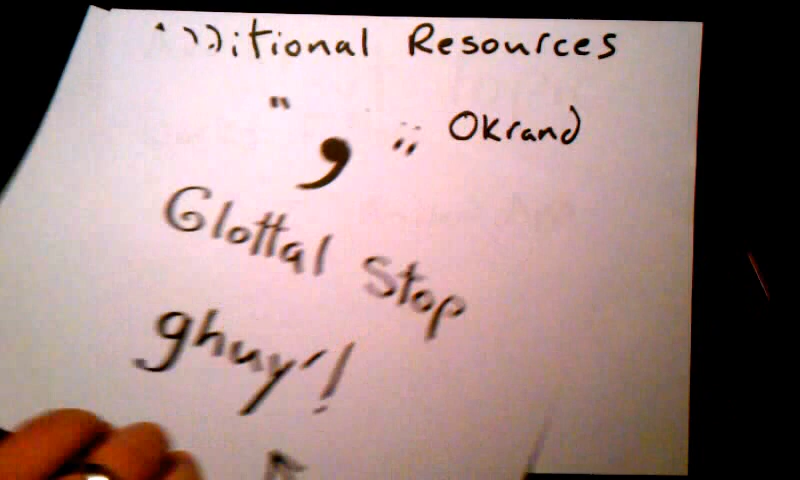 Additional Resources
" , " Okrand
Glottal Stop
ghuy'!